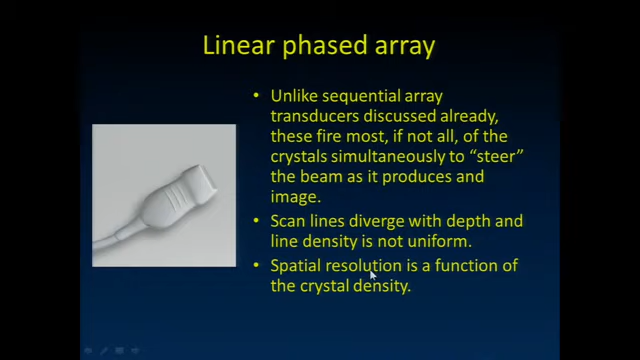 Linear phased array
• Unlike sequential array
transducers discussed already,
these fire most, if not all, of the
crystals simultaneously to “steer”
the beam as it produces and
image.
• Scan lines diverge with depth and
line density is not uniform.
• Spatial resolution is a function of
the crystal density.